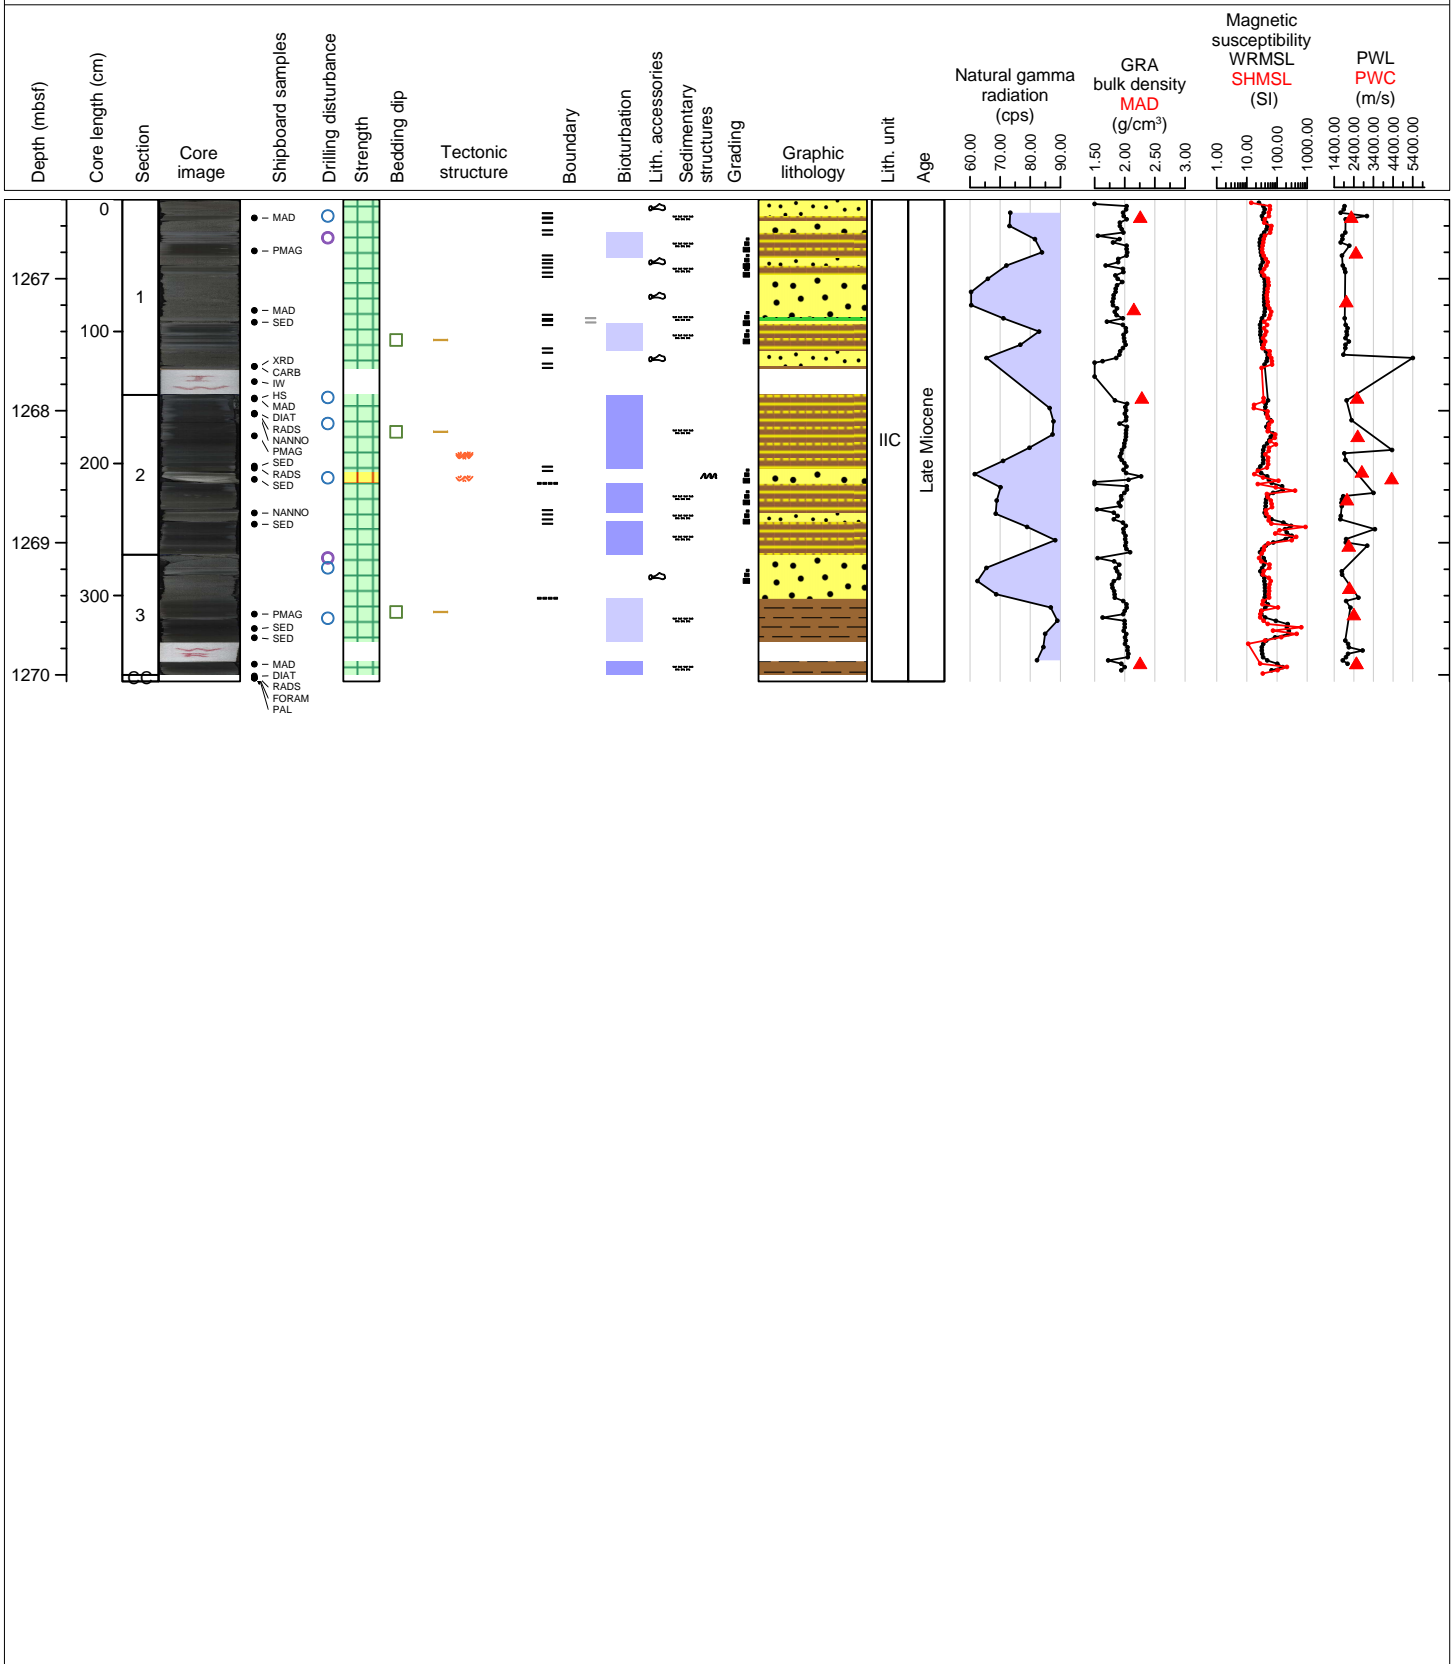 Depth (mbsf)
Core length (cm)
Section
Core
image
Shipboard samples
Drilling disturbance
Strength
Bedding dip
Tectonic
structure
Boundary
Bioturbation
Lith. accessories
Sedimentary
structures
Grading
Graphic
lithology
Lith. unit
Age
Natural gamma
radiation
(cps)
60.00 70.00 80.00 90.00
GRA
bulk density
MAD
(g/cm³)
1.50 2.00 2.50 3.00
Magnetic
susceptibility
WRMSL
SHMSL
(SI)
1.00 10.00 100.00 1000.00
PWL
PWC
(m/s)
1400.00 2400.00 3400.00 4400.00 5400.00
1267
1268
1269
1270
0
100
200
300
1
2
3
CC
MAD
PMAG
MAD
SED
XRD
CARB
IW
HS
MAD
DIAT
RADS
NANNO
PMAG
SED
RADS
SED
NANNO
SED
PMAG
SED
SED
MAD
DIAT
RADS
FORAM
PAL
IIC
Late Miocene